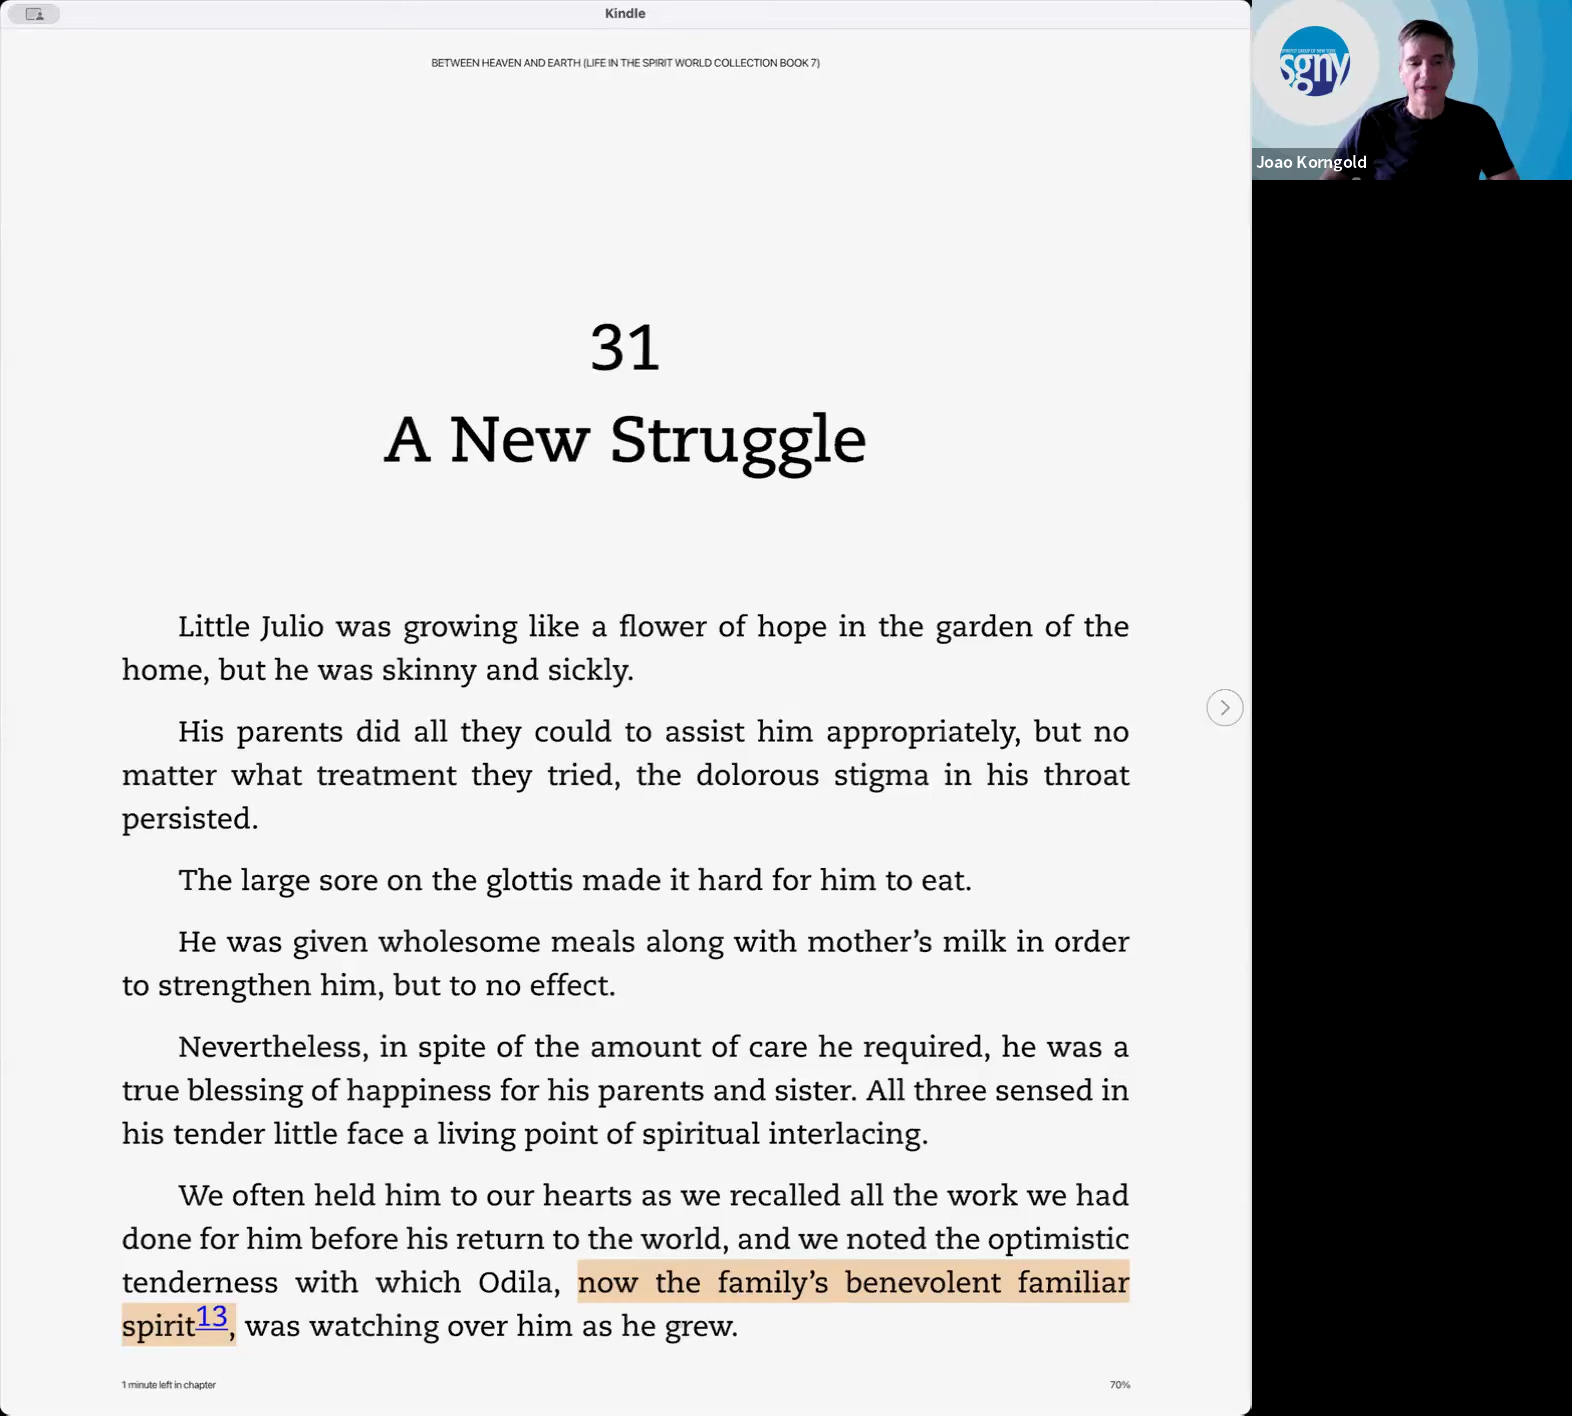 Kindle
BETWEEN HEAVEN AND EARTH (LIFE IN THE SPIRIT WORLD COLLECTION BOOK 7)
31
A New Struggle
Little Julio was growing like a flower of hope in the garden of the
home, but he was skinny and sickly.
His parents did all they could to assist him appropriately, but no
matter what treatment they tried, the dolorous stigma in his throat
persisted.
The large sore on the glottis made it hard for him to eat.
He was given wholesome meals along with mother’s milk in order
to strengthen him, but to no effect.
Nevertheless, in spite of the amount of care he required, he was a
true blessing of happiness for his parents and sister. All three sensed in
his tender little face a living point of spiritual interlacing.
We often held him to our hearts as we recalled all the work we had
done for him before his return to the world, and we noted the optimistic
tenderness with which Odila, now the family’s benevolent familiar
spirit13, was watching over him as he grew.
1 minute left in chapter
70%
SPIRITIST GROUP OF NEW YORK
sgny
Joao Korngold